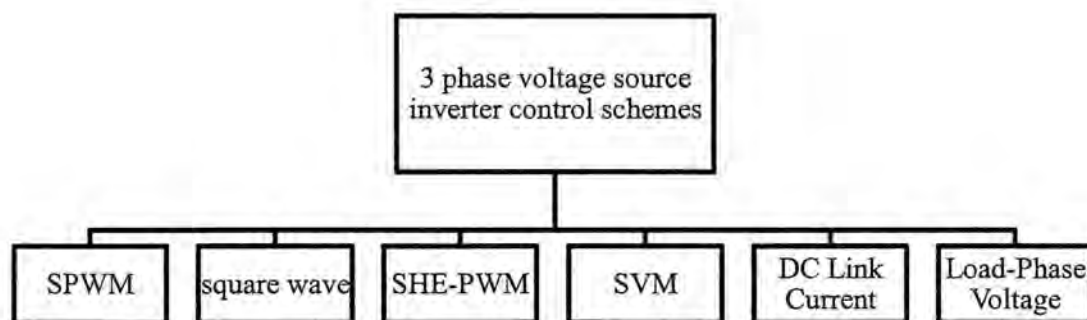 3 phase voltage source
inverter control schemes
SPWM
square wave
SHE-PWM
SVM
DC Link
Current
Load-Phase
Voltage